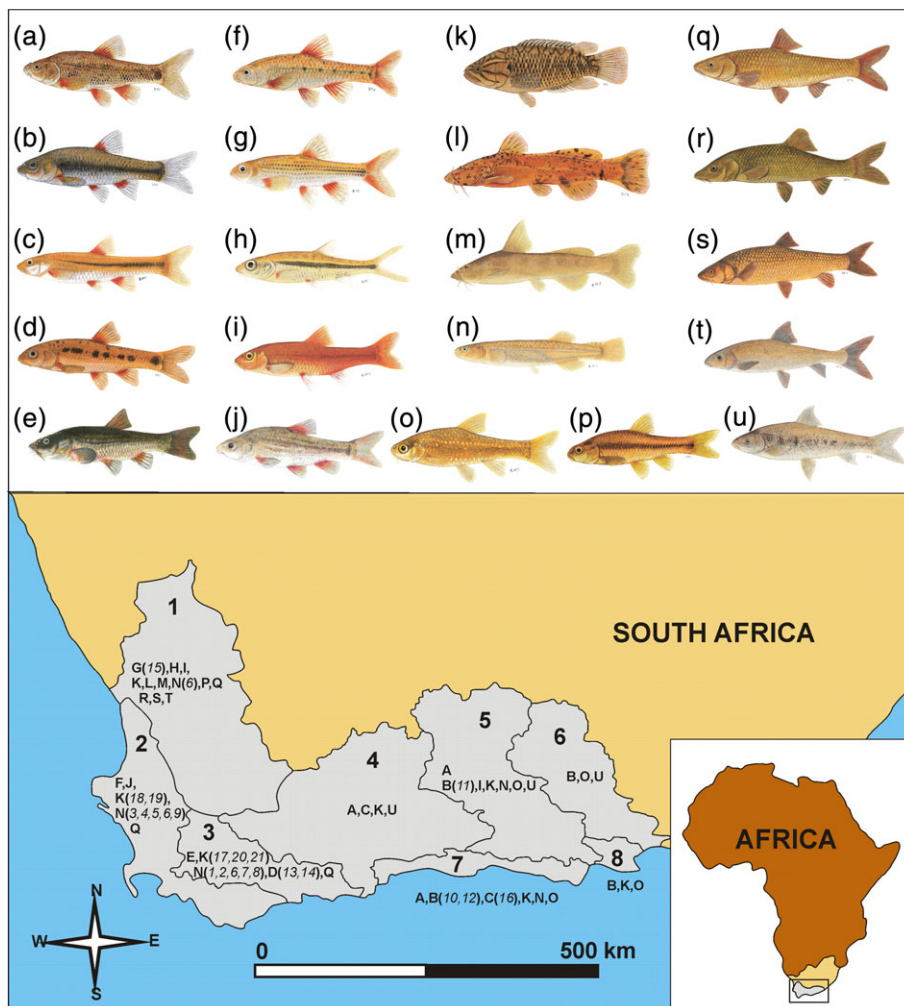 (a) (f) (k) (q)
(b) (g) (l) (r)
(c) (h) (m) (s)
(d) (i) (n) (t)
(e) (j) (o) (p) (u)
1
SOUTH AFRICA
G(15),H,I,
K,L,M,N(6),P,Q
R,S,T
2
F,J,
K(18,19),
N(3,4,5,6,9)
Q
3
E,K(17,20,21)
N(1,2,6,7,8),D(13,14),Q
4
A,C,K,U
5
A
B(11),I,K,N,O,U
6
B,O,U
7
A,B(10,12),C(16),K,N,O
8
B,K,O
N
W E
S
0 500 km
AFRICA